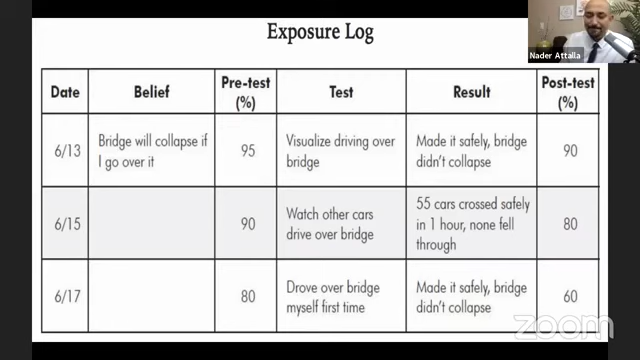 Exposure Log
Nader Attalla
Date Belief Pre-test (%) Test Result Post-test (%)
6/13 Bridge will collapse if I go over it 95 Visualize driving over bridge Made it safely, bridge didn't collapse 90
6/15 90 Watch other cars drive over bridge 55 cars crossed safely in 1 hour, none fell through 80
6/17 80 Drove over bridge myself first time Made it safely, bridge didn't collapse 60
zoom